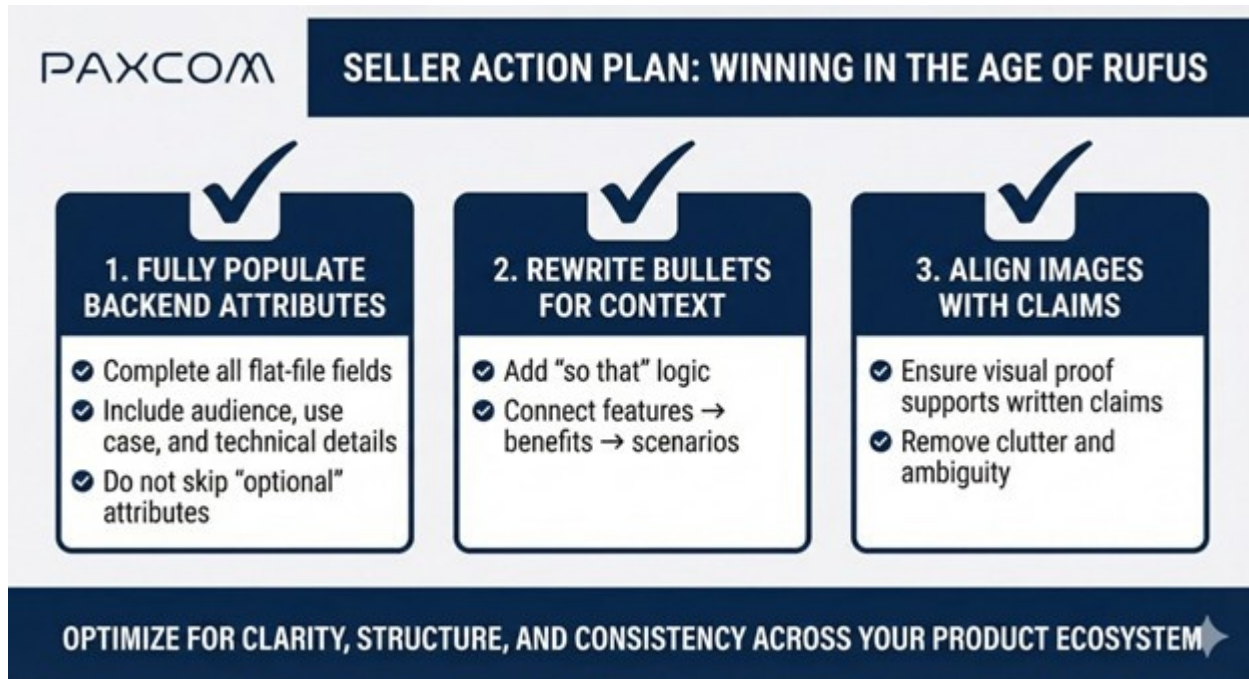 PAXCOM
SELLER ACTION PLAN: WINNING IN THE AGE OF RUFUS
1. FULLY POPULATE
BACKEND ATTRIBUTES
Complete all flat-file fields
Include audience, use
case, and technical details
Do not skip “optional”
attributes
2. REWRITE BULLETS
FOR CONTEXT
Add “so that” logic
Connect features →
benefits → scenarios
3. ALIGN IMAGES
WITH CLAIMS
Ensure visual proof
supports written claims
Remove clutter and
ambiguity
OPTIMIZE FOR CLARITY, STRUCTURE, AND CONSISTENCY ACROSS YOUR PRODUCT ECOSYSTEM